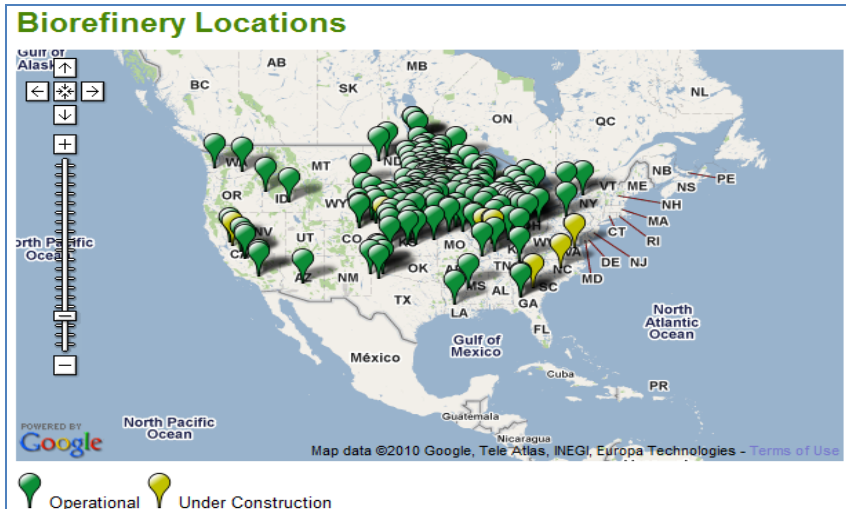 Biorefinery Locations
Gulf of
Alask
AB
MB
BC
SK
NL
ON
QC
NB
PE
NS
ME
VT
NH
MT
ND
OR
ID
WY
NY
MA
CT
RI
NV
UT
CO
KS
MO
NJ
DE
MD
orth Pacific
Ocean
CA
AZ
NM
OK
TN
NC
SC
MS
AL
GA
TX
LA
FL
North
Atlantic
Ocean
Gulf of
Mexico
México
Cuba
PR
Guatemala
Nicaragua
North Pacific
Ocean
POWERED BY
Google
Map data ©2010 Google, Tele Atlas, INEGI, Europa Technologies - Terms of Use
Operational Under Construction